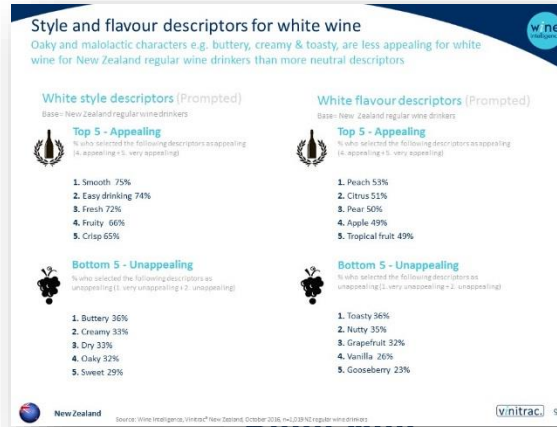 Style and flavour descriptors for white wine
wine
intelligence
Oaky and malolactic characters e.g. buttery, creamy & toasty, are less appealing for white
wine for New Zealand regular wine drinkers than more neutral descriptors
White style descriptors (Prompted)
Base= New Zealand regular wine drinkers
Top 5 - Appealing
% who selected the following descriptors as appealing
(4. appealing + 5. very appealing)
1. Smooth 75%
2. Easy drinking 74%
3. Fresh 72%
4. Fruity 66%
5. Crisp 65%
Bottom 5 - Unappealing
% who selected the following descriptors as
unappealing (1. very unappealing + 2. unappealing)
1. Buttery 36%
2. Creamy 33%
3. Dry 33%
4. Oaky 32%
5. Sweet 29%
White flavour descriptors (Prompted)
Base= New Zealand regular wine drinkers
Top 5 - Appealing
% who selected the following descriptors as appealing
(4. appealing + 5. very appealing)
1. Peach 53%
2. Citrus 51%
3. Pear 50%
4. Apple 49%
5. Tropical fruit 49%
Bottom 5 - Unappealing
% who selected the following descriptors as
unappealing (1. very unappealing + 2. unappealing)
1. Toasty 36%
2. Nutty 35%
3. Grapefruit 32%
4. Vanilla 26%
5. Gooseberry 23%
New Zealand
Source: Wine Intelligence, Vinitrac® New Zealand, October 2016, n=1,019 NZ regular wine drinkers
vinitrac.
9